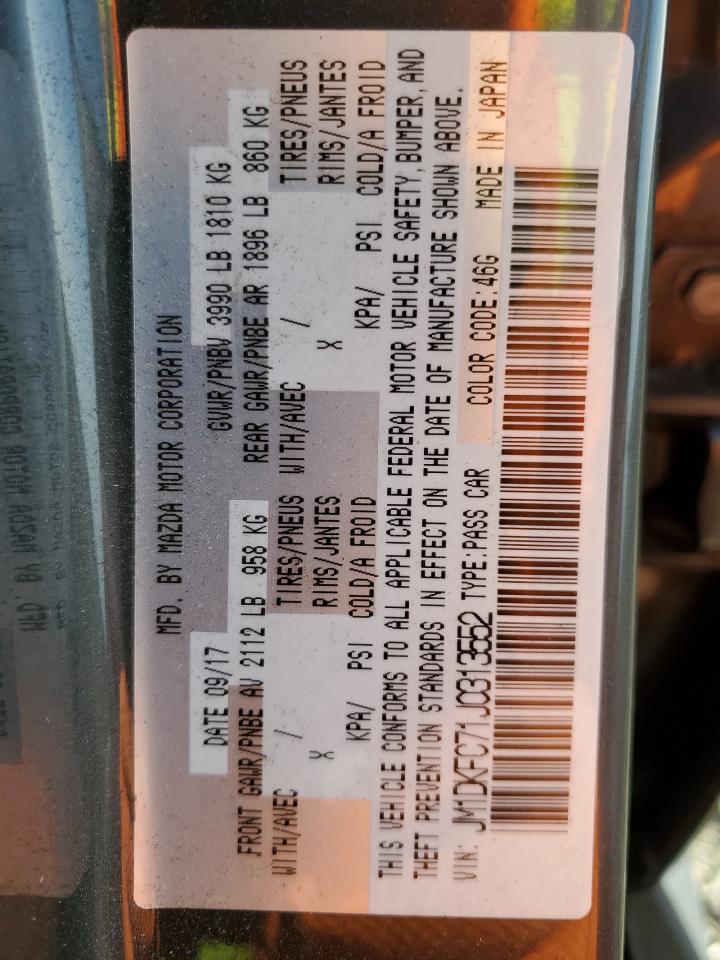 MFD. BY MAZDA MOTOR CORPORATION
DATE 09/17 GVWR/PNBV 3990 LB 1810 KG
FRONT GAWR/PNBE AV 2112 LB 958 KG REAR GAWR/PNBE AR 1896 LB 860 KG
WITH/AVEC / TIRES/PNEUS WITH/AVEC / TIRES/PNEUS
X RIMS/JANTES X RIMS/JANTES
KPA/ PSI COLD/A FROID KPA/ PSI COLD/A FROID
THIS VEHICLE CONFORMS TO ALL APPLICABLE FEDERAL MOTOR VEHICLE SAFETY, BUMPER, AND
THEFT PREVENTION STANDARDS IN EFFECT ON THE DATE OF MANUFACTURE SHOWN ABOVE.
VIN: JM1DKFC71J0313552 TYPE:PASS CAR COLOR CODE:46G MADE IN JAPAN